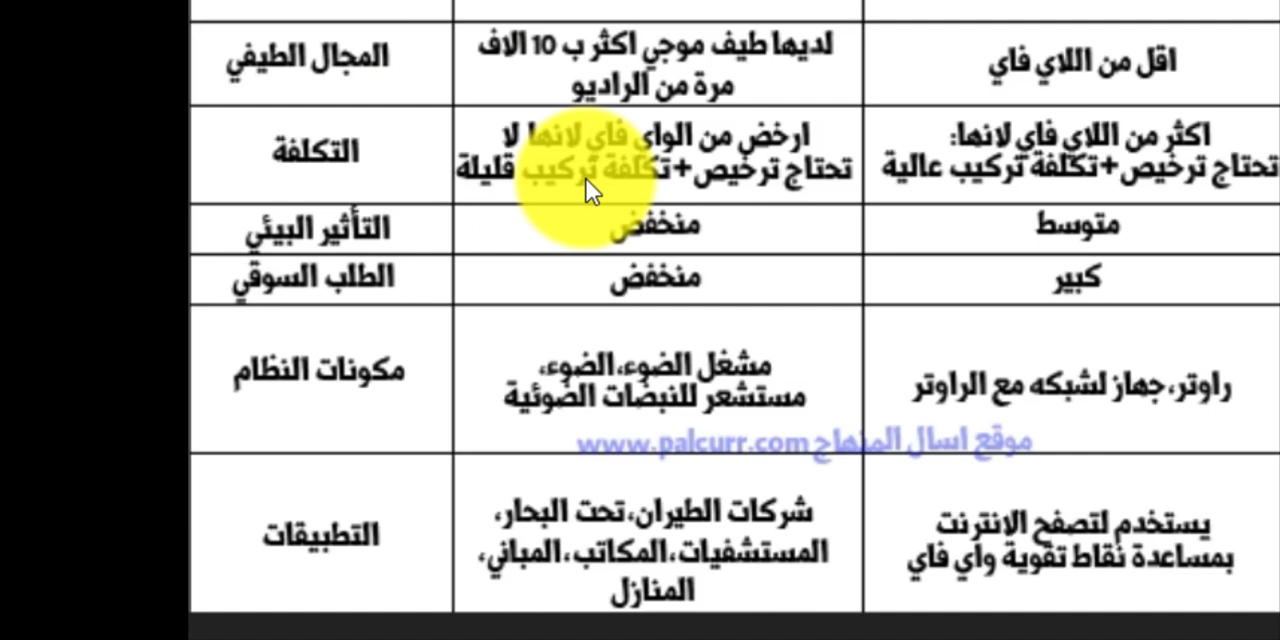 المجال الطيفي
لديها طيف موجي اكثر ب 10 الاف
مرة من الراديو
اقل من اللاي فاي
التكلفة
ارخض من الواي فاي لانها لا
تحتاج ترخيص+تكلفة تركيب قليلة
اكثر من اللاي فاي لانها:
تحتاج ترخيص+تكلفة تركيب عالية
التأثير البيئي
منخفض
متوسط
الطلب السوقي
منخفض
كبير
مكونات النظام
مشغل الضوء،الضوء،
مستشعر للنبضات الضوئية
راوتر،جهاز لشبكه مع الراوتر
موقع اسال المنهاج www.palcurr.com
التطبيقات
شركات الطيران،تحت البحار،
المستشفيات،المكاتب،المباني،
المنازل
يستخدم لتصفح الانترنت
بمساعدة نقاط تقوية واي فاي